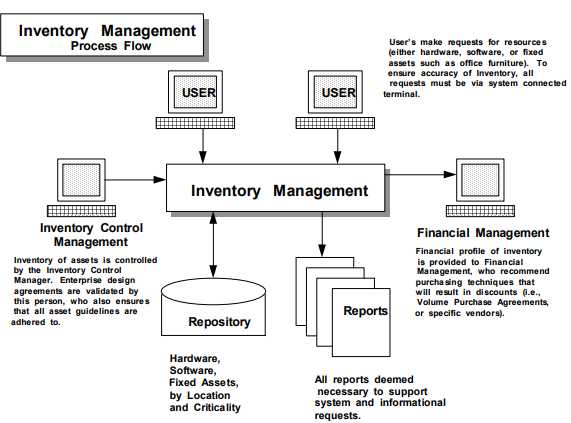 Inventory Management
Process Flow
User's make requests for resources
(either hardware, software, or fixed
assets such as office furniture). To
ensure accuracy of Inventory, all
requests must be via system connected
terminal.
USER
USER
Inventory Management
Inventory Control
Management
Inventory of assets is controlled
by the Inventory Control
Manager. Enterprise design
agreements are validated by
this person, who also ensures
that all asset guidelines are
adhered to.
Financial Management
Financial profile of inventory
is provided to Financial
Management, who recommend
purchasing techniques that
will result in discounts (i.e.,
Volume Purchase Agreements,
or specific vendors).
Repository
Reports
Hardware,
Software,
Fixed Assets,
by Location
and Criticality
All reports deemed
necessary to support
system and informational
requests.